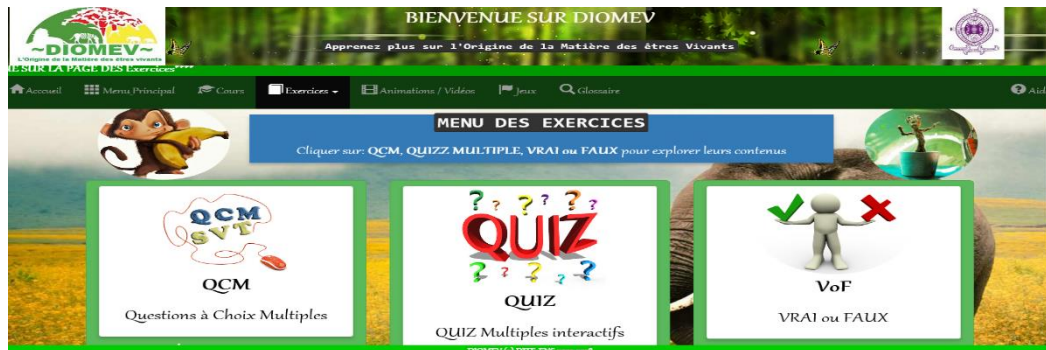 BIENVENUE SUR DIOMEV
~DIOMEV~
L'Origine de la Matière des êtres vivants
Apprenez plus sur l'Origine de la Matière des êtres Vivants
E SUR LA PAGE DES Exercices****
Accueil Menu Principal Cours Exercices Animations / Vidéos Jeux Glossaire Aid
MENU DES EXERCICES
Cliquer sur: QCM, QUIZZ MULTIPLE, VRAI ou FAUX pour explorer leurs contenus
QCM
SVT
QCM
Questions à Choix Multiples
? ? ? ? ? ?
QUIZ
? ? ? ?
QUIZ
QUIZ Multiples interactifs
VoF
VRAI ou FAUX